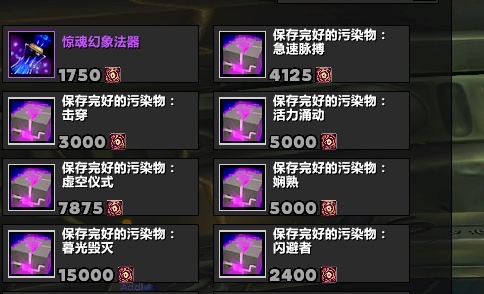 惊魂幻象法器
1750
保存完好的污染物：
急速脉搏
4125
保存完好的污染物：
击穿
3000
保存完好的污染物：
活力涌动
5000
保存完好的污染物：
虚空仪式
7875
保存完好的污染物：
娴熟
5000
保存完好的污染物：
暮光毁灭
15000
保存完好的污染物：
闪避者
2400